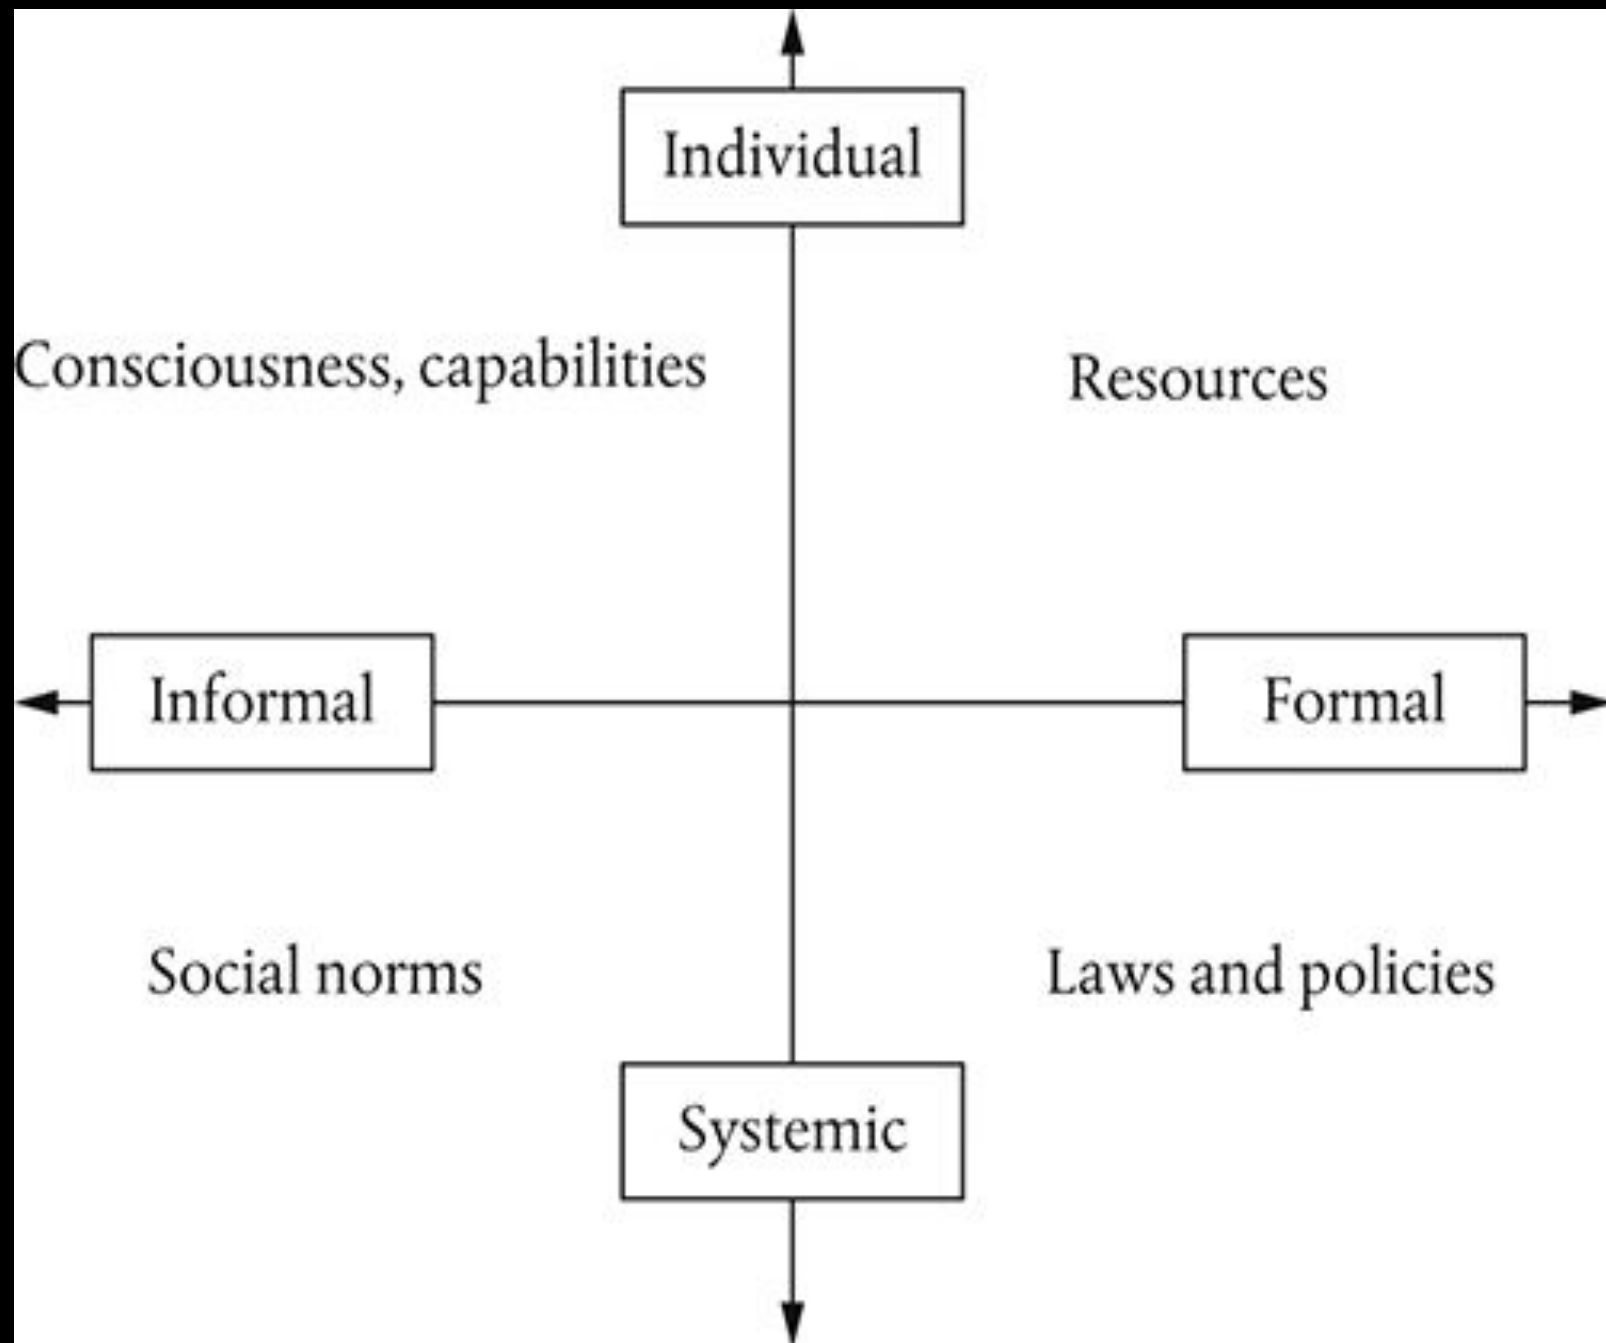 Individual
Consciousness, capabilities
Resources
Informal
Formal
Social norms
Laws and policies
Systemic